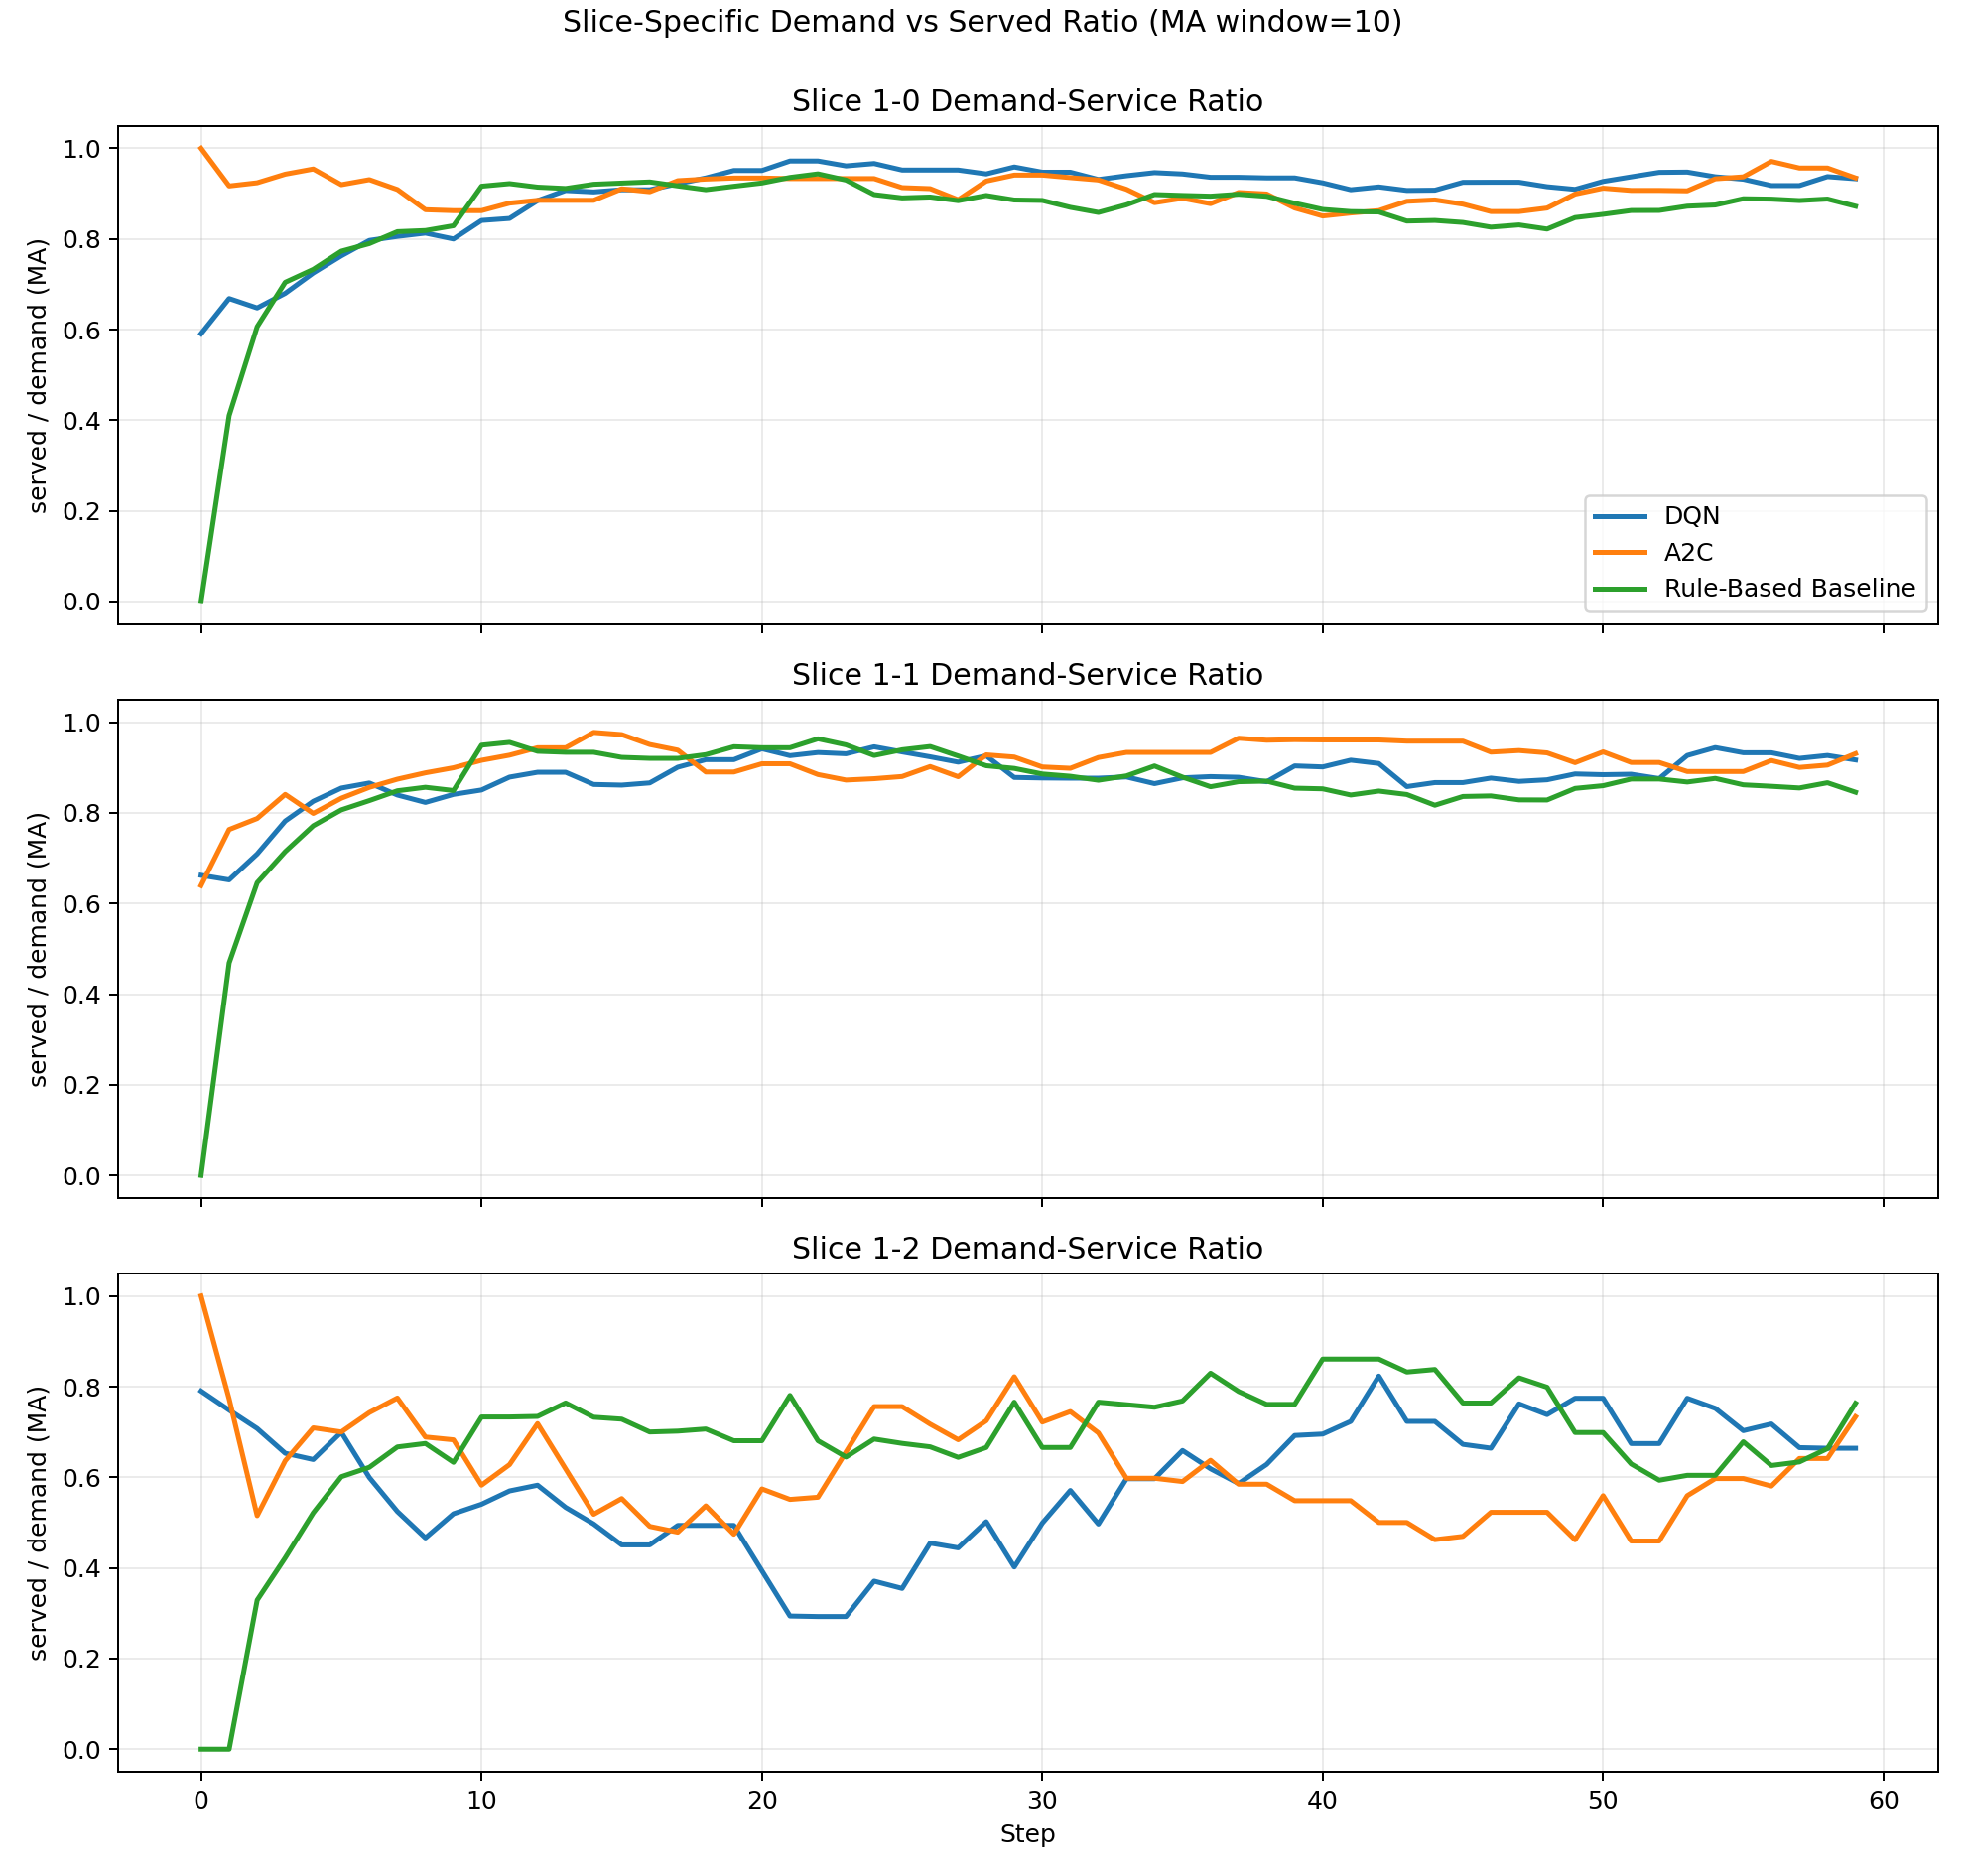 Slice-Specific Demand vs Served Ratio (MA window=10)
Slice 1-0 Demand-Service Ratio
served / demand (MA)
1.0
0.8
0.6
0.4
0.2
0.0
DQN
A2C
Rule-Based Baseline
Slice 1-1 Demand-Service Ratio
served / demand (MA)
1.0
0.8
0.6
0.4
0.2
0.0
Slice 1-2 Demand-Service Ratio
served / demand (MA)
1.0
0.8
0.6
0.4
0.2
0.0
0 10 20 30 40 50 60
Step